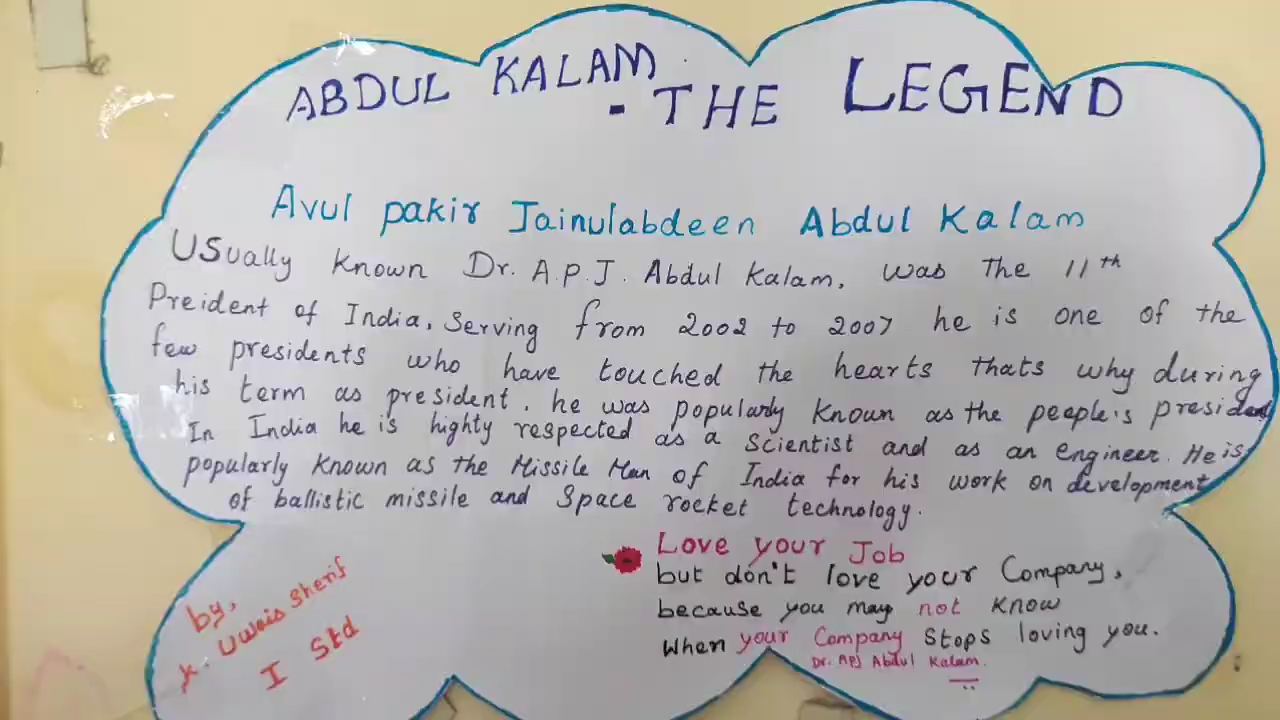 ABDUL KALAM
- THE LEGEND
Avul pakir Jainulabdeen Abdul Kalam
Usually known Dr. A.P.J. Abdul Kalam, was the 11th
Preident of India, Serving from 2002 to 2007 he is one of the
few presidents who have touched the hearts thats why during
his term as president. he was popularly known as the people's president
In India he is highty respected as a scientist and as an engineer. He is
popularly known as the Missile Man of India for his work on development
of ballistic missile and Space rocket technology.
Love your Job
but don't love your Company,
because you may not know
When your Company Stops loving you.
Dr. APJ Abdul Kalam.
by,
K. Uwais Sherif
I Std